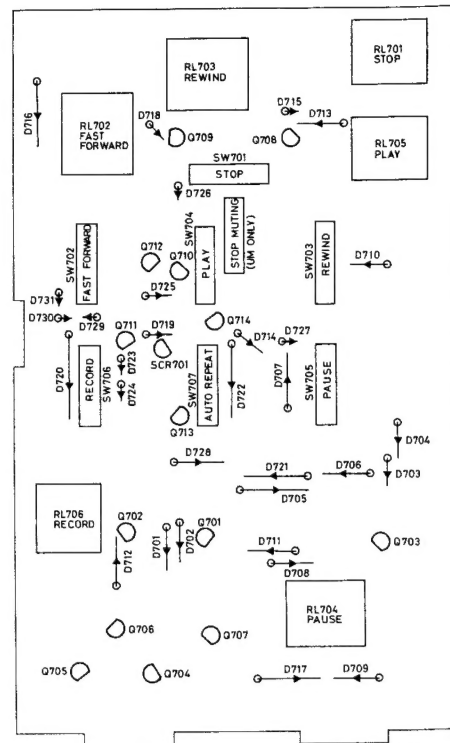 RL701
STOP
RL703
REWIND
D716
D715
D713
D718
RL702
FAST
FORWARD
Q709
Q708
RL705
PLAY
SW701
STOP
D726
SW702
FAST FORWARD
Q712
Q710
SW704
PLAY
STOP MUTING
(UM ONLY)
SW703
REWIND
D710
D725
D731
D730
D729
Q711
D719
Q714
D714
D727
D720
RECORD
SW706
D723
D724
SCR701
SW707
AUTO REPEAT
D722
D707
SW705
PAUSE
Q713
D704
D703
D728
D721
D706
D705
RL706
RECORD
Q702
D701
D702
Q701
D711
Q703
D712
D708
RL704
PAUSE
Q706
Q707
Q705
Q704
D717
D709